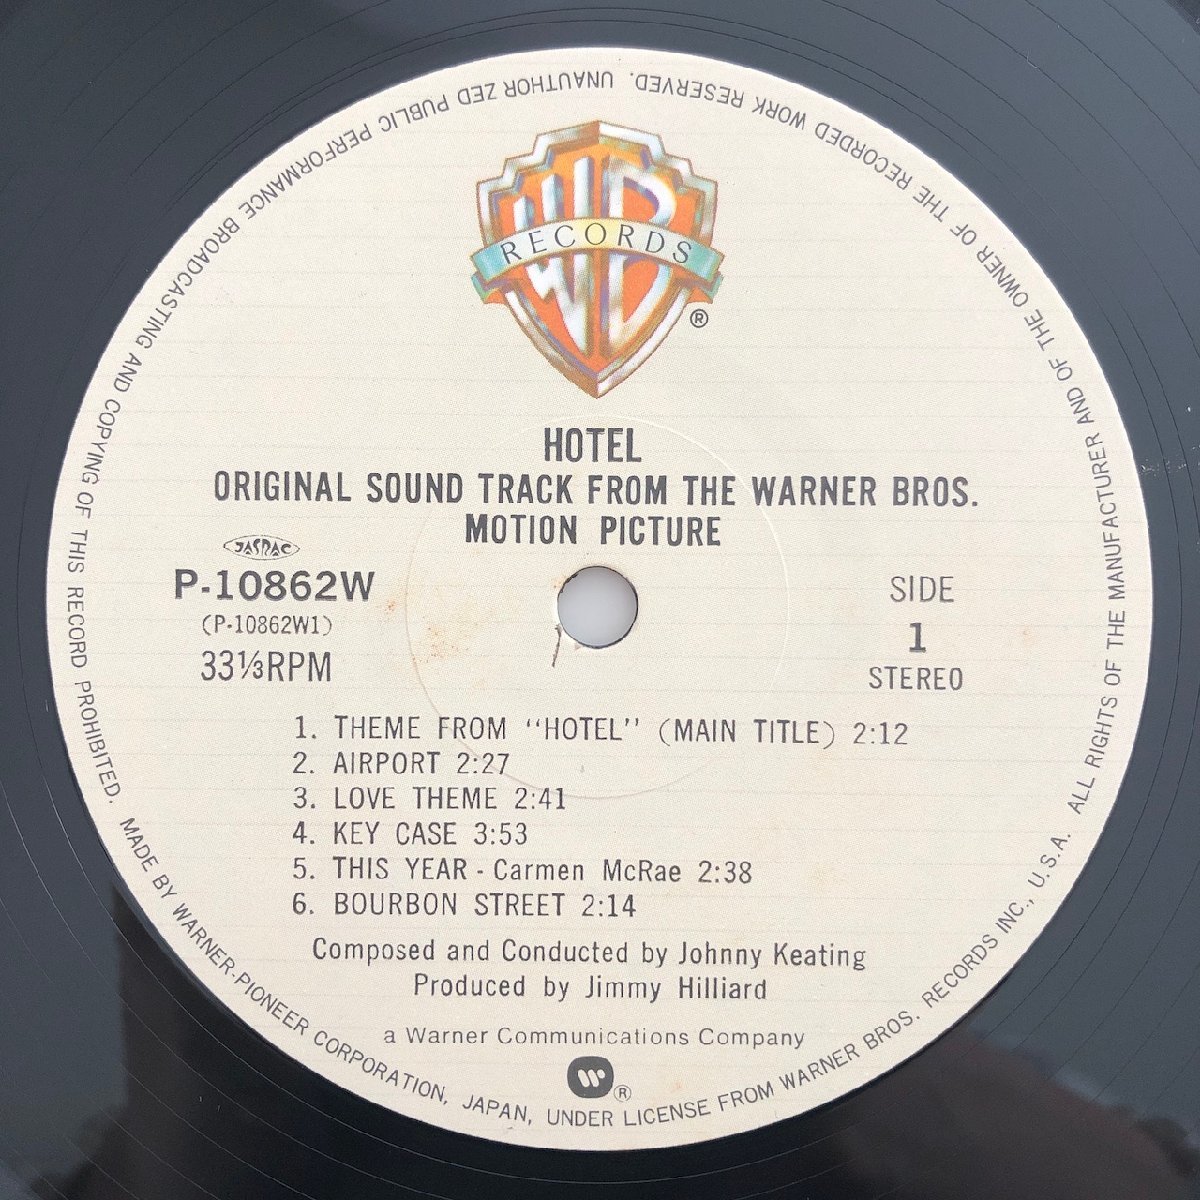 WB
RECORDS
®
HOTEL
ORIGINAL SOUND TRACK FROM THE WARNER BROS.
MOTION PICTURE
JASRAC
P-10862W
(P-10862W1)
33⅓RPM
SIDE
1
STEREO
1. THEME FROM “HOTEL” (MAIN TITLE) 2:12
2. AIRPORT 2:27
3. LOVE THEME 2:41
4. KEY CASE 3:53
5. THIS YEAR - Carmen McRae 2:38
6. BOURBON STREET 2:14
Composed and Conducted by Johnny Keating
Produced by Jimmy Hilliard
a Warner Communications Company
®
MADE BY WARNER-PIONEER CORPORATION, JAPAN, UNDER LICENSE FROM WARNER BROS. RECORDS INC., U.S.A. ALL RIGHTS OF THE MANUFACTURER AND OF THE OWNER OF THE RECORDED WORK RESERVED. UNAUTHOR ZED PUBLIC PERFORMANCE BROADCASTING AND COPYING OF THIS RECORD PROHIBITED.